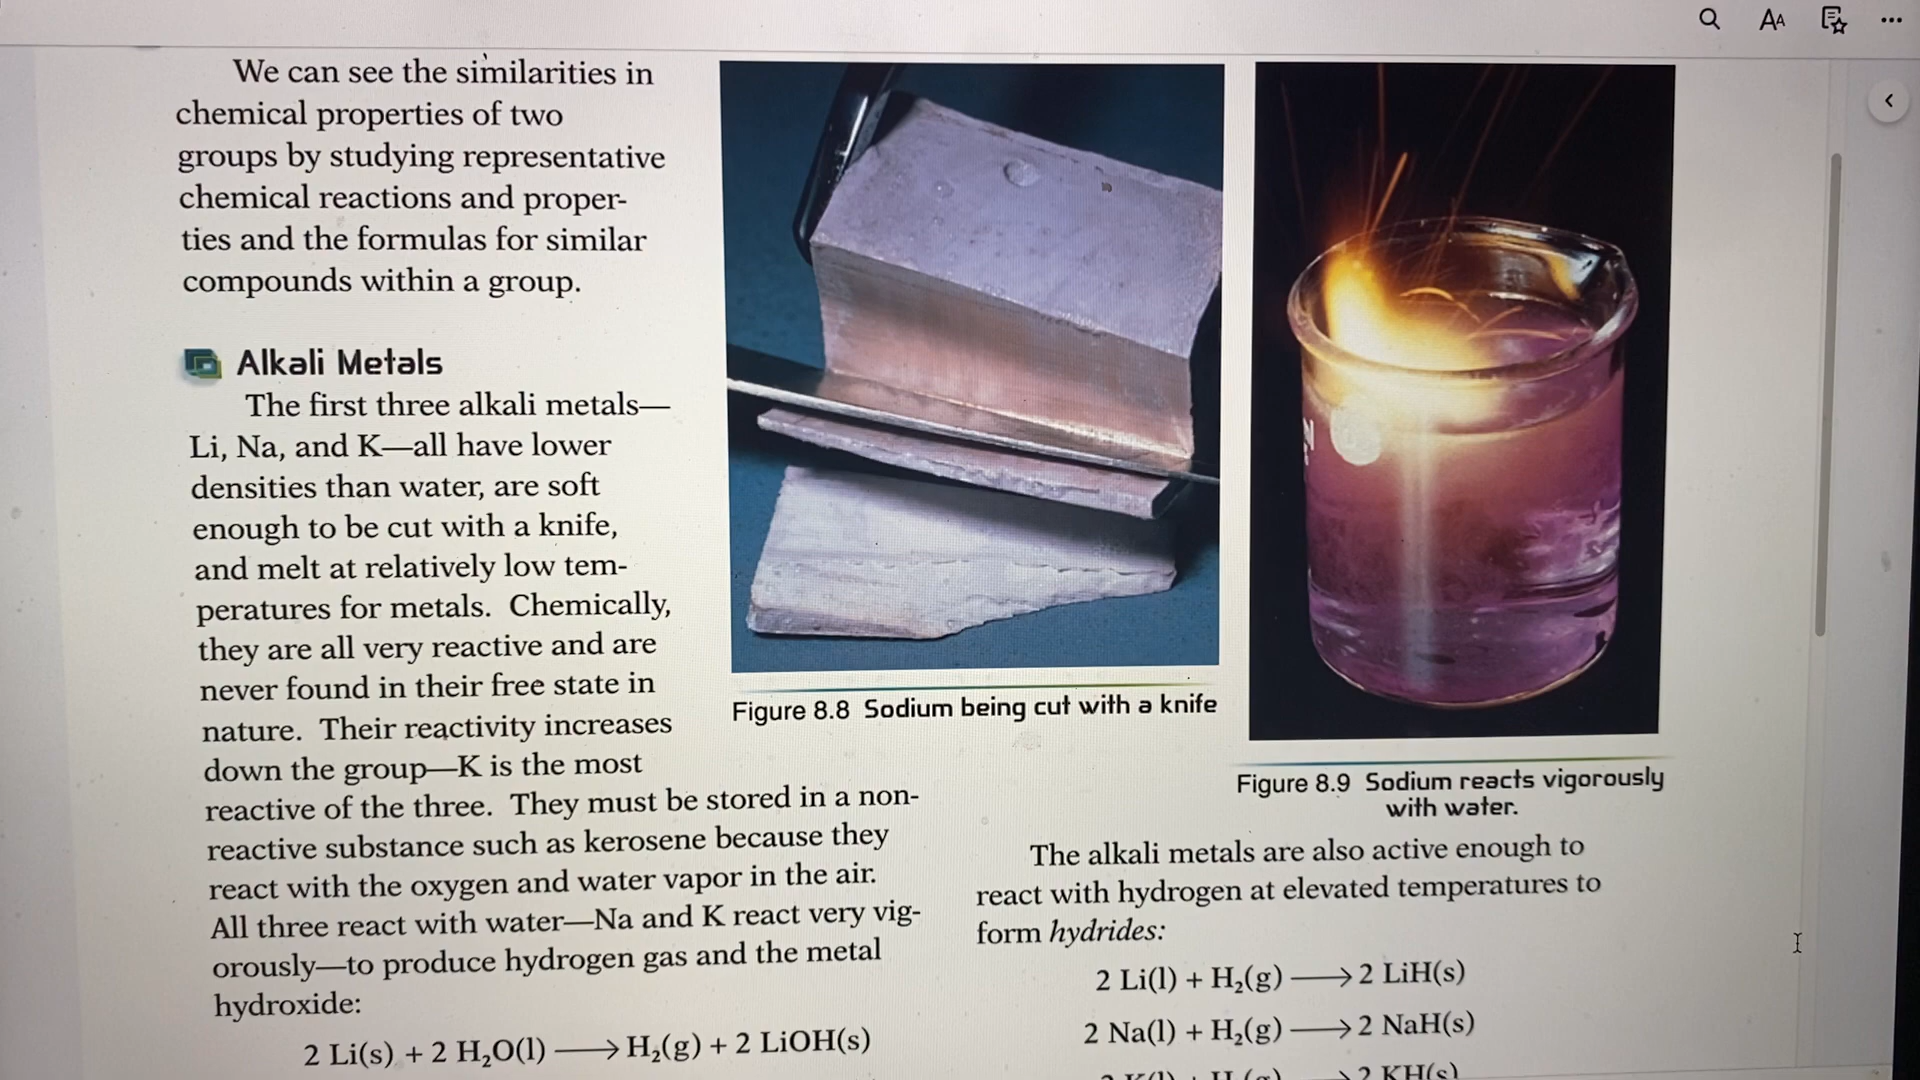 We can see the similarities in
chemical properties of two
groups by studying representative
chemical reactions and proper-
ties and the formulas for similar
compounds within a group.
Alkali Metals
The first three alkali metals—
Li, Na, and K—all have lower
densities than water, are soft
enough to be cut with a knife,
and melt at relatively low tem-
peratures for metals. Chemically,
they are all very reactive and are
never found in their free state in
nature. Their reactivity increases
down the group—K is the most
reactive of the three. They must be stored in a non-
reactive substance such as kerosene because they
react with the oxygen and water vapor in the air.
All three react with water—Na and K react very vig-
orously—to produce hydrogen gas and the metal
hydroxide:
2 Li(s) + 2 H₂O(l) ⟶ H₂(g) + 2 LiOH(s)
Figure 8.8 Sodium being cut with a knife
Figure 8.9 Sodium reacts vigorously
with water.
The alkali metals are also active enough to
react with hydrogen at elevated temperatures to
form hydrides:
2 Li(l) + H₂(g) ⟶ 2 LiH(s)
2 Na(l) + H₂(g) ⟶ 2 NaH(s)
2 K(l) + H₂(g) ⟶ 2 KH(s)